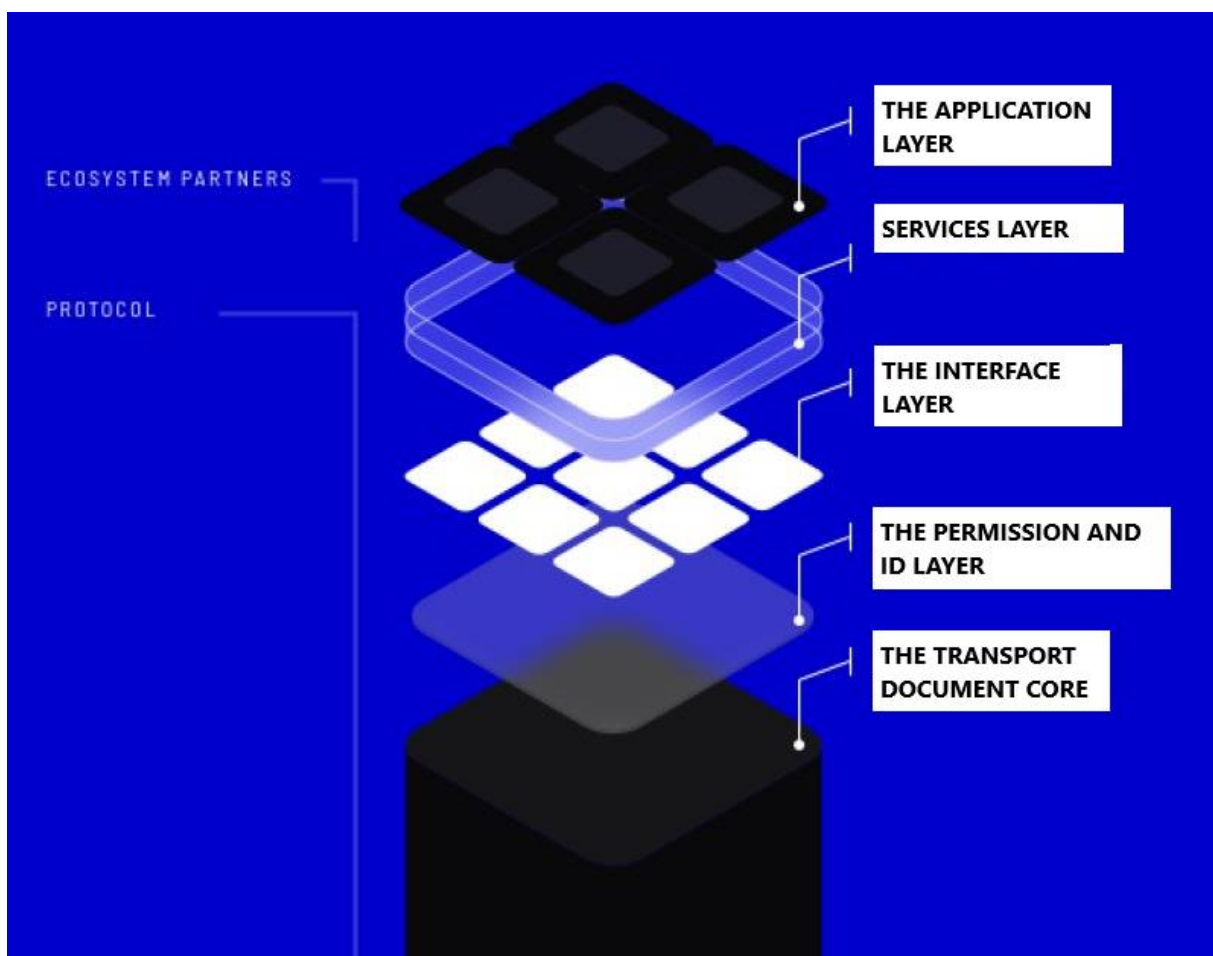 THE APPLICATION
LAYER
ECOSYSTEM PARTNERS
SERVICES LAYER
PROTOCOL
THE INTERFACE
LAYER
THE PERMISSION AND
ID LAYER
THE TRANSPORT
DOCUMENT CORE